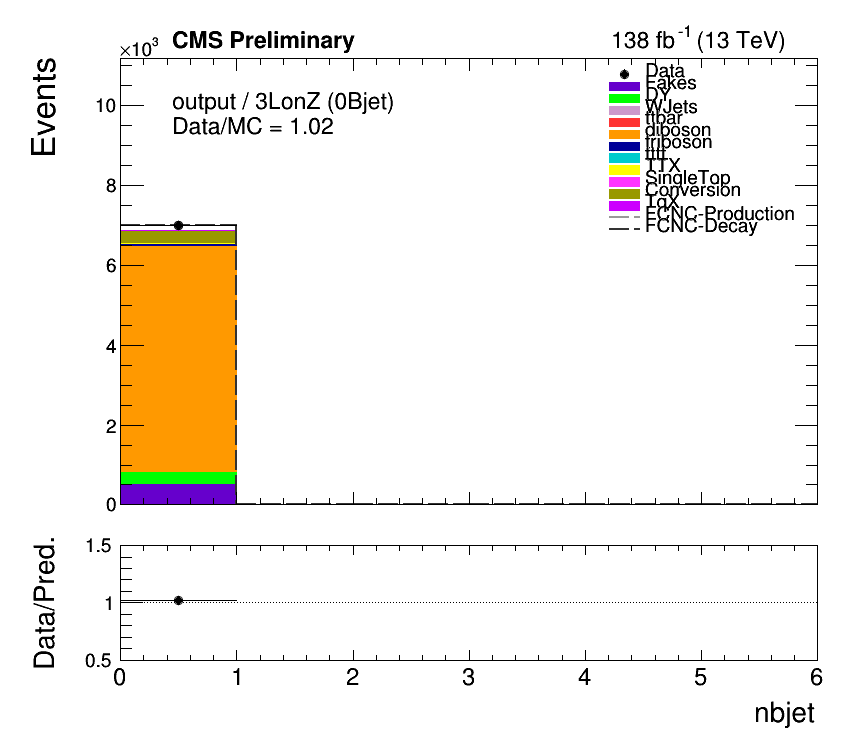 ×10³ CMS Preliminary 138 fb⁻¹ (13 TeV)
Events
output / 3LonZ (0Bjet)
Data/MC = 1.02
Data
Fakes
DY
WJets
ttbar
diboson
triboson
tttt
TTX
SingleTop
Conversion
TqX
FCNC-Production
FCNC-Decay
10
8
6
4
2
0
Data/Pred.
1.5
1
0.5
0 1 2 3 4 5 6
nbjet